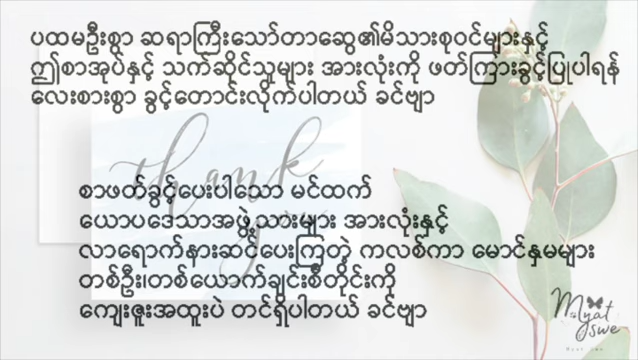 ပထမဦးစွာ ဆရာကြီးသော်တာဆွေ၏မိသားစုဝင်များနှင့်
ဤစာအုပ်နှင့် သက်ဆိုင်သူများ အားလုံးကို ဖတ်ကြားခွင့်ပြုပါရန်
လေးစားစွာ ခွင့်တောင်းလိုက်ပါတယ် ခင်ဗျာ
thank
စာဖတ်ခွင့်ပေးပါသော မင်ထက်
ယောပဒေသာအဖွဲ့သားများ အားလုံးနှင့်
လာရောက်နားဆင်ပေးကြတဲ့ ကလစ်ကာ မောင်နှမများ
တစ်ဦး၊တစ်ယောက်ချင်းစီတိုင်းကို
ကျေးဇူးအထူးပဲ တင်ရှိပါတယ် ခင်ဗျာ
Myat
Swe
Myat Swe